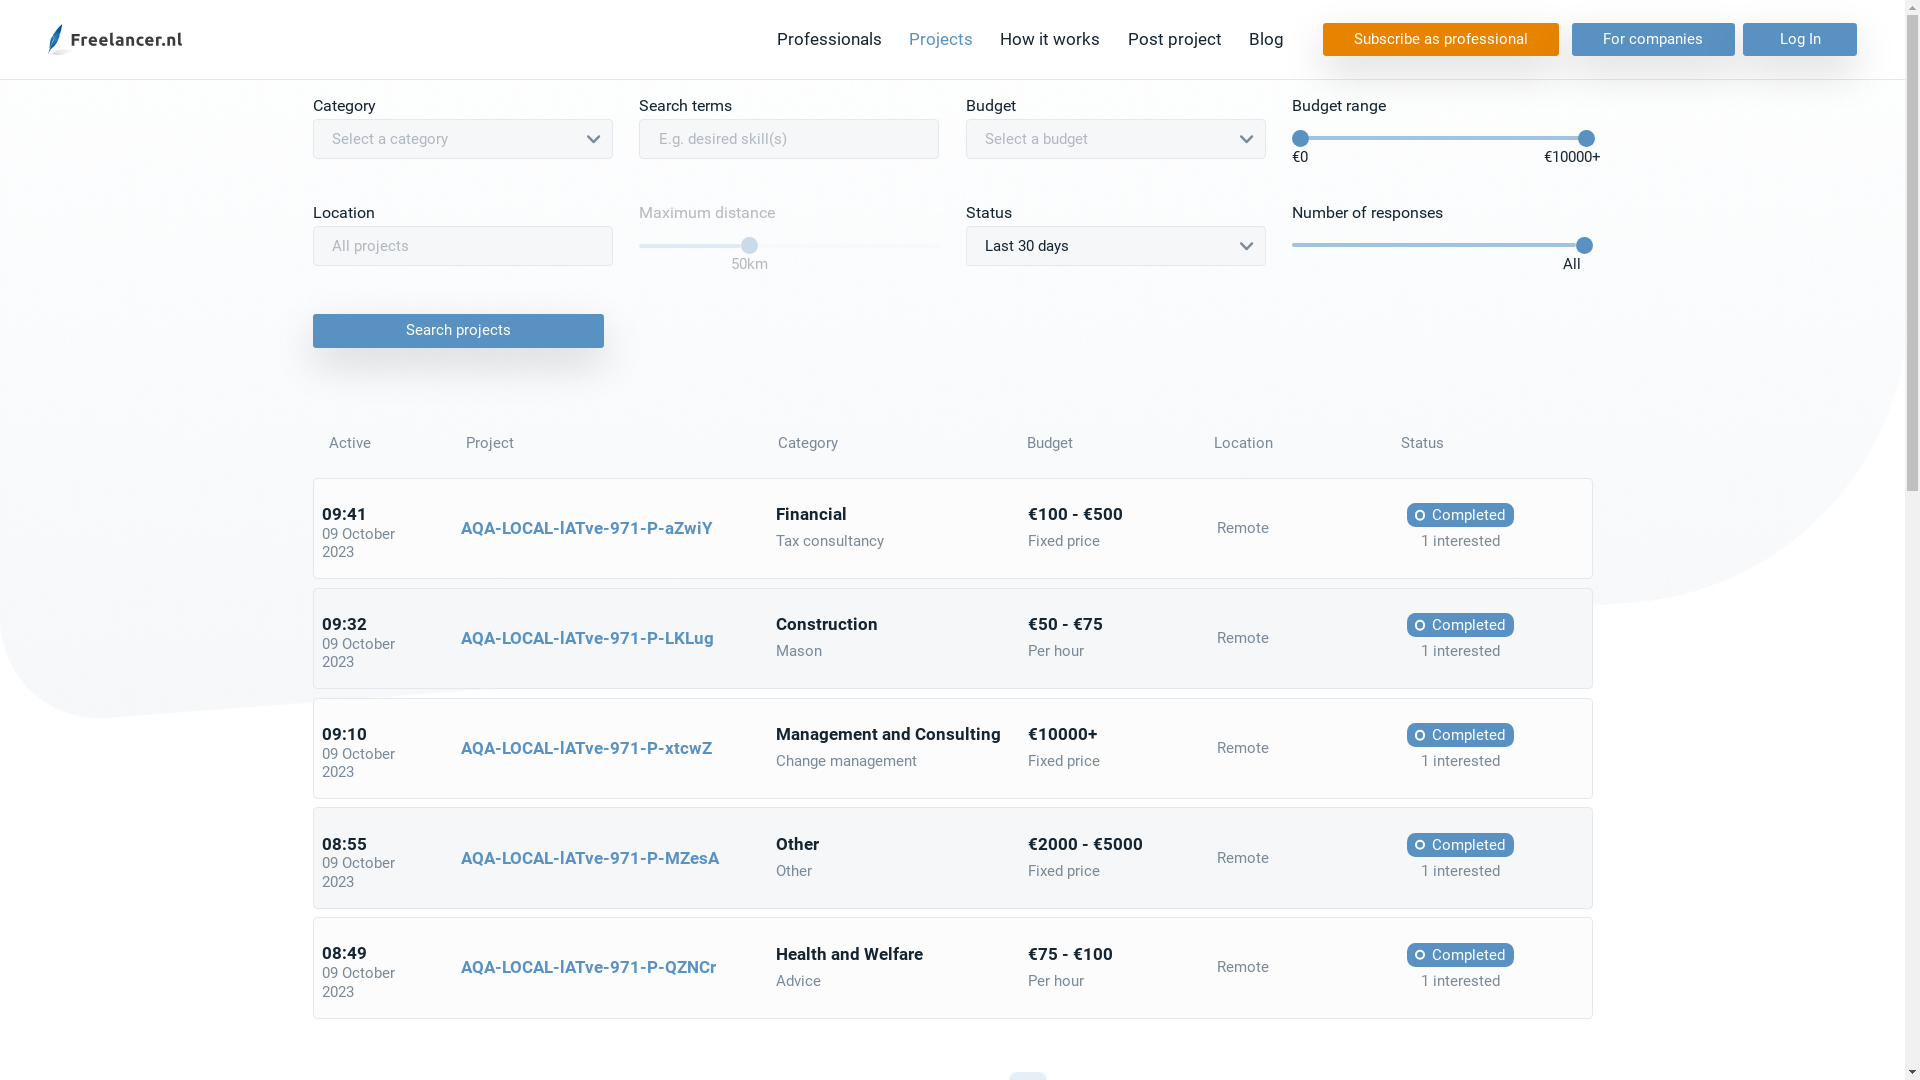 Freelancer.nl
Professionals Projects How it works Post project Blog Subscribe as professional For companies Log In
Category Search terms Budget Budget range
Select a category E.g. desired skill(s) Select a budget
€0 €10000+
Location Maximum distance Status Number of responses
All projects Last 30 days
50km All
Search projects
Active Project Category Budget Location Status
09:41 Financial €100 - €500 Completed
09 October AQA-LOCAL-lATve-971-P-aZwiY Tax consultancy Fixed price Remote 1 interested
2023
09:32 Construction €50 - €75 Completed
09 October AQA-LOCAL-lATve-971-P-LKLug Mason Per hour Remote 1 interested
2023
09:10 Management and Consulting €10000+ Completed
09 October AQA-LOCAL-lATve-971-P-xtcwZ Change management Fixed price Remote 1 interested
2023
08:55 Other €2000 - €5000 Completed
09 October AQA-LOCAL-lATve-971-P-MZesA Other Fixed price Remote 1 interested
2023
08:49 Health and Welfare €75 - €100 Completed
09 October AQA-LOCAL-lATve-971-P-QZNCr Advice Per hour Remote 1 interested
2023